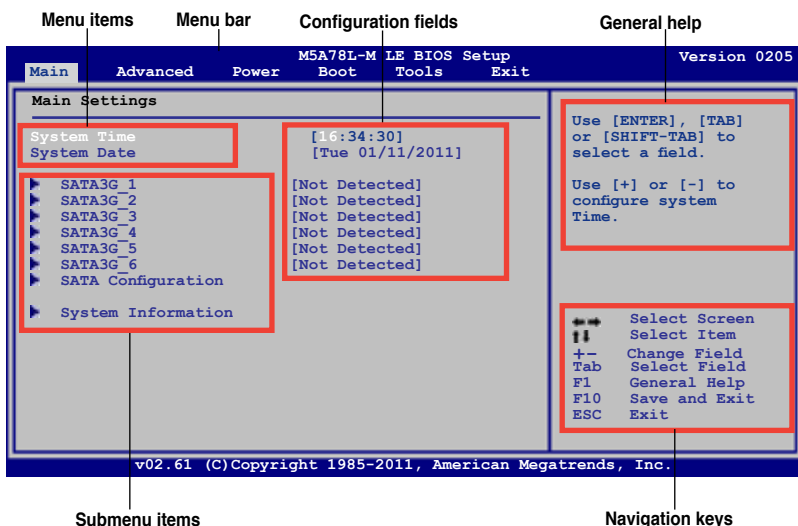 Menu items Menu bar Configuration fields General help
M5A78L-M LE BIOS Setup Version 0205
Main Advanced Power Boot Tools Exit
Main Settings
System Time [16:34:30]
System Date [Tue 01/11/2011]
SATA3G_1 [Not Detected]
SATA3G_2 [Not Detected]
SATA3G_3 [Not Detected]
SATA3G_4 [Not Detected]
SATA3G_5 [Not Detected]
SATA3G_6 [Not Detected]
SATA Configuration
System Information
Use [ENTER], [TAB]
or [SHIFT-TAB] to
select a field.
Use [+] or [-] to
configure system
Time.
←→ Select Screen
↑↓ Select Item
+- Change Field
Tab Select Field
F1 General Help
F10 Save and Exit
ESC Exit
v02.61 (C)Copyright 1985-2011, American Megatrends, Inc.
Submenu items Navigation keys